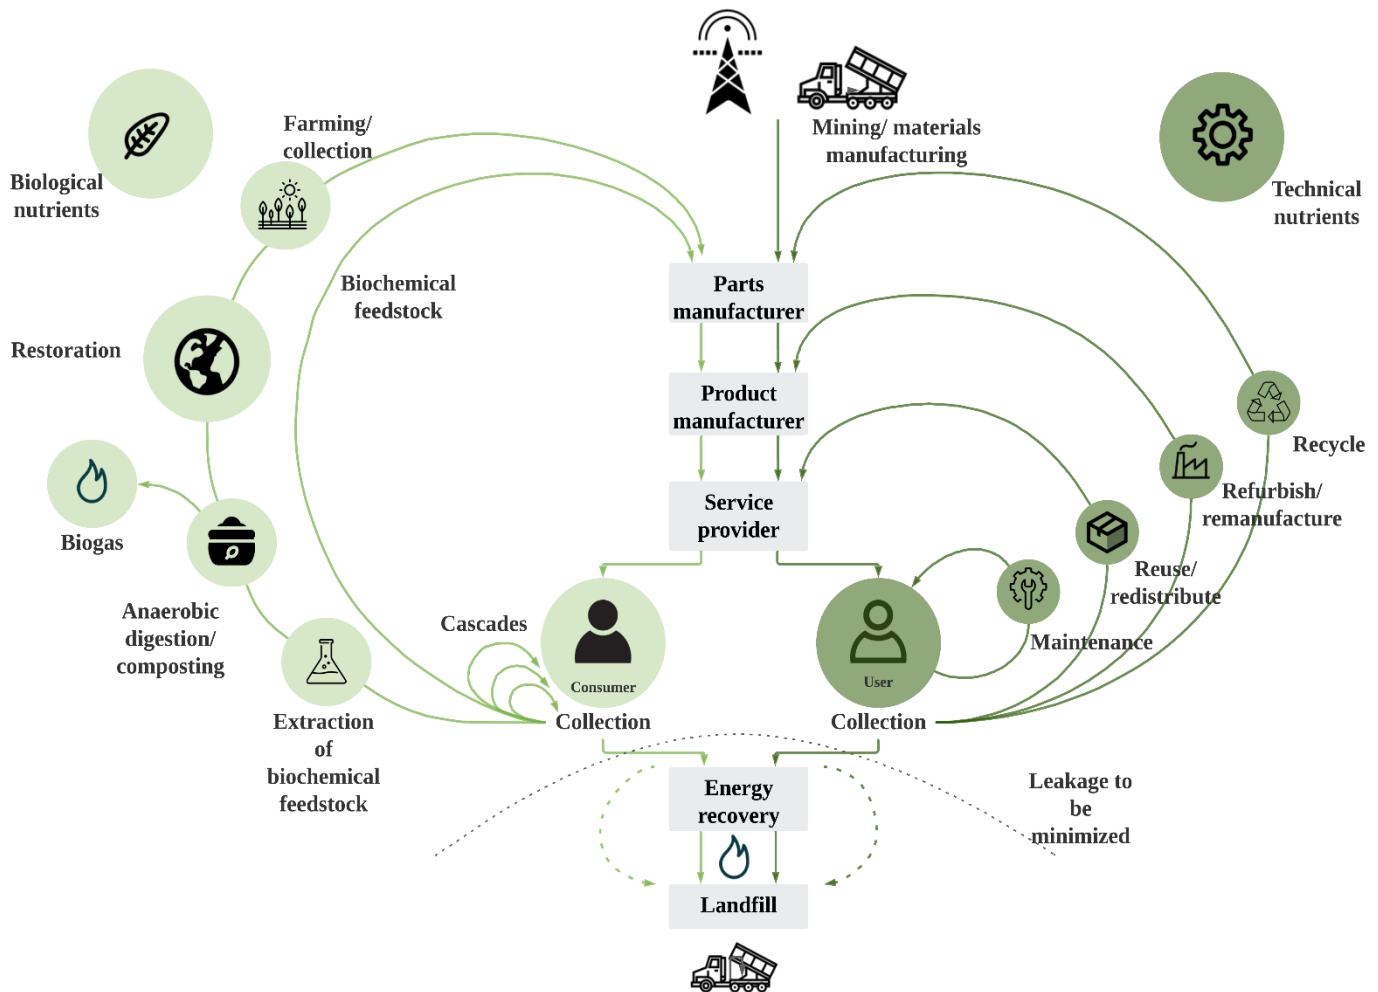 Farming/
collection
Mining/ materials
manufacturing
Biological
nutrients
Technical
nutrients
Biochemical
feedstock
Parts
manufacturer
Restoration
Product
manufacturer
Recycle
Service
provider
Refurbish/
remanufacture
Biogas
Reuse/
redistribute
Anaerobic
digestion/
composting
Cascades
Maintenance
Consumer
User
Collection
Collection
Extraction
of
biochemical
feedstock
Energy
recovery
Leakage to
be
minimized
Landfill